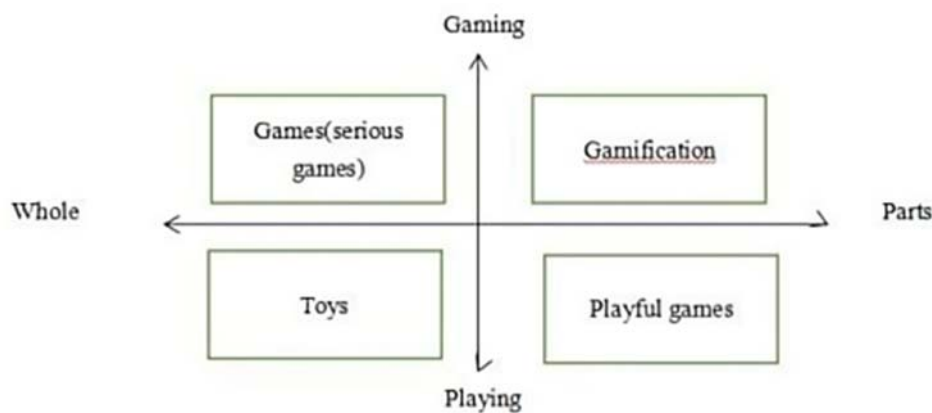 Gaming
Games(serious
games)
Gamification
Whole
Parts
Toys
Playful games
Playing